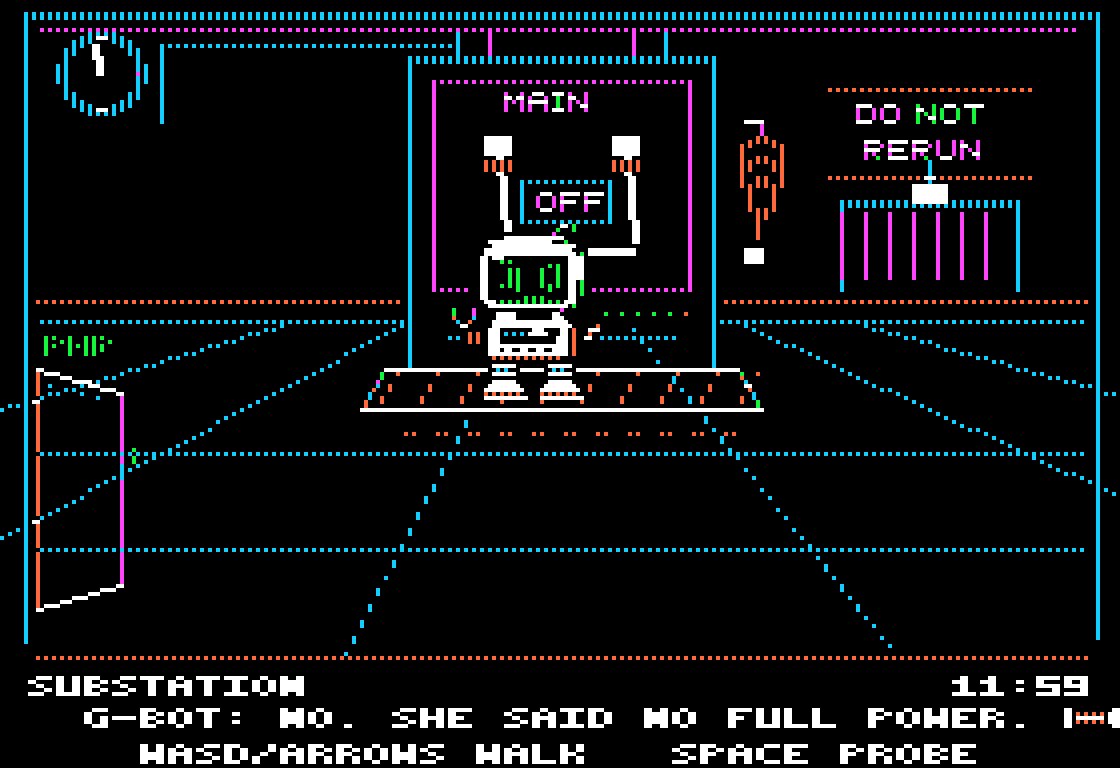 MAIN
DO NOT
RERUN
OFF
SUBSTATION 11:59
G-BOT: NO. SHE SAID NO FULL POWER.
WASD/ARROWS WALK SPACE PROBE